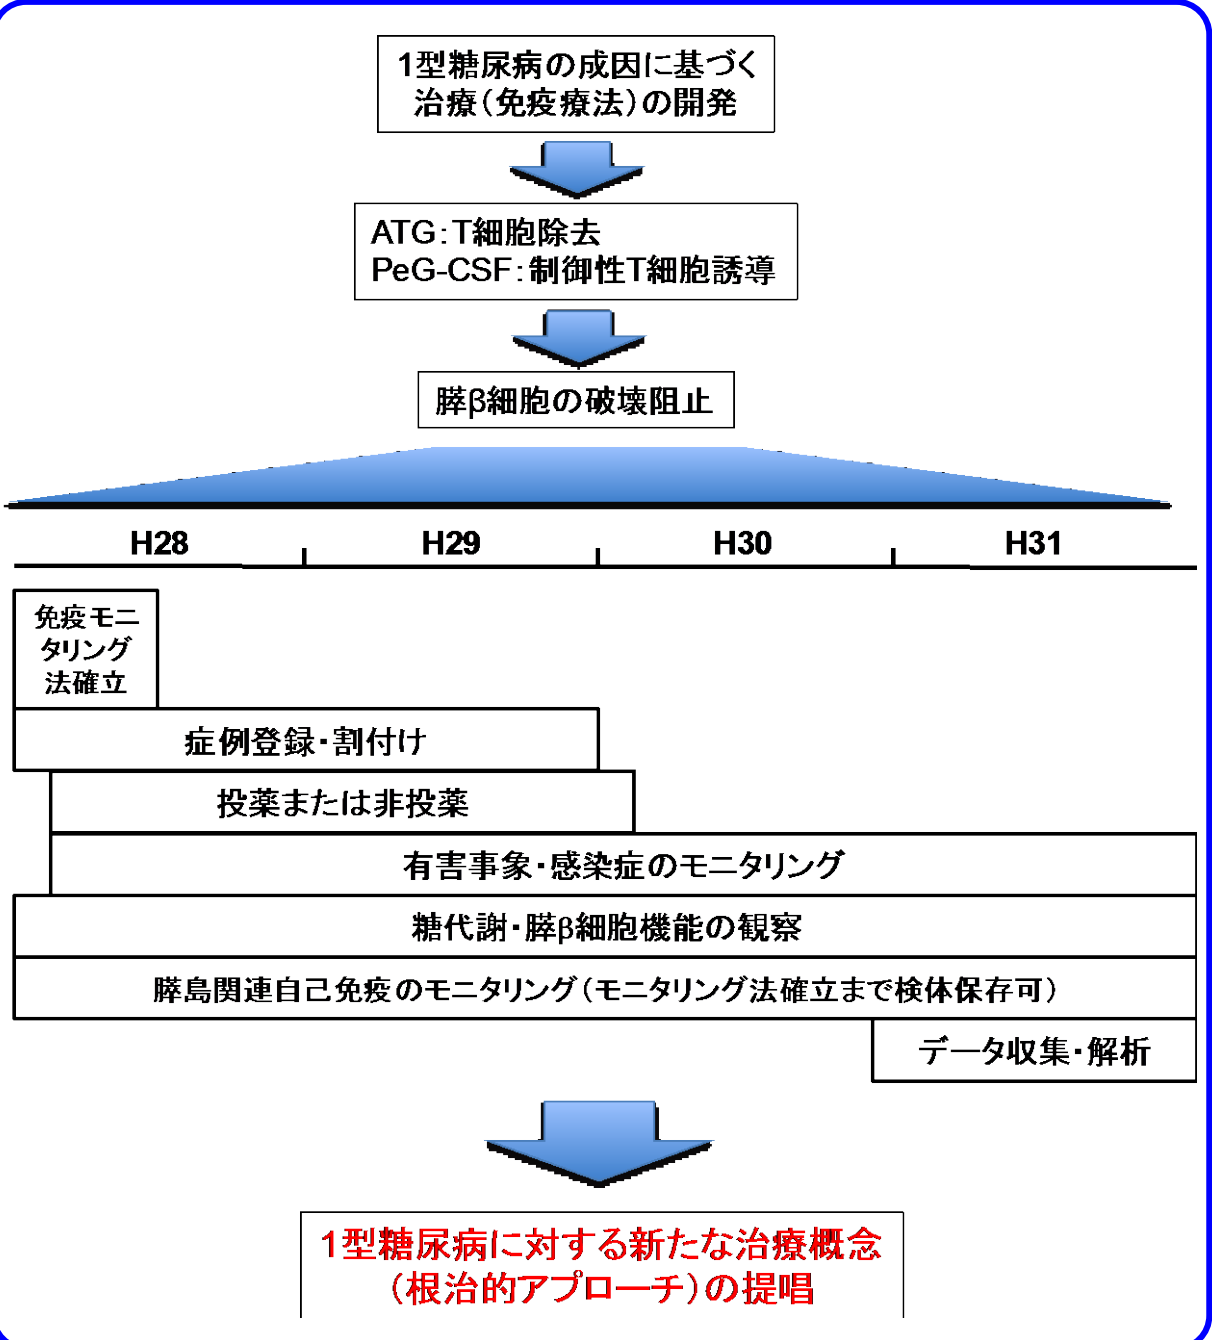 1型糖尿病の成因に基づく
治療(免疫療法)の開発
ATG:T細胞除去
PeG-CSF:制御性T細胞誘導
膵β細胞の破壊阻止
H28 H29 H30 H31
免疫モニ
タリング
法確立
症例登録・割付け
投薬または非投薬
有害事象・感染症のモニタリング
糖代謝・膵β細胞機能の観察
膵島関連自己免疫のモニタリング(モニタリング法確立まで検体保存可)
データ収集・解析
1型糖尿病に対する新たな治療概念
(根治的アプローチ)の提唱